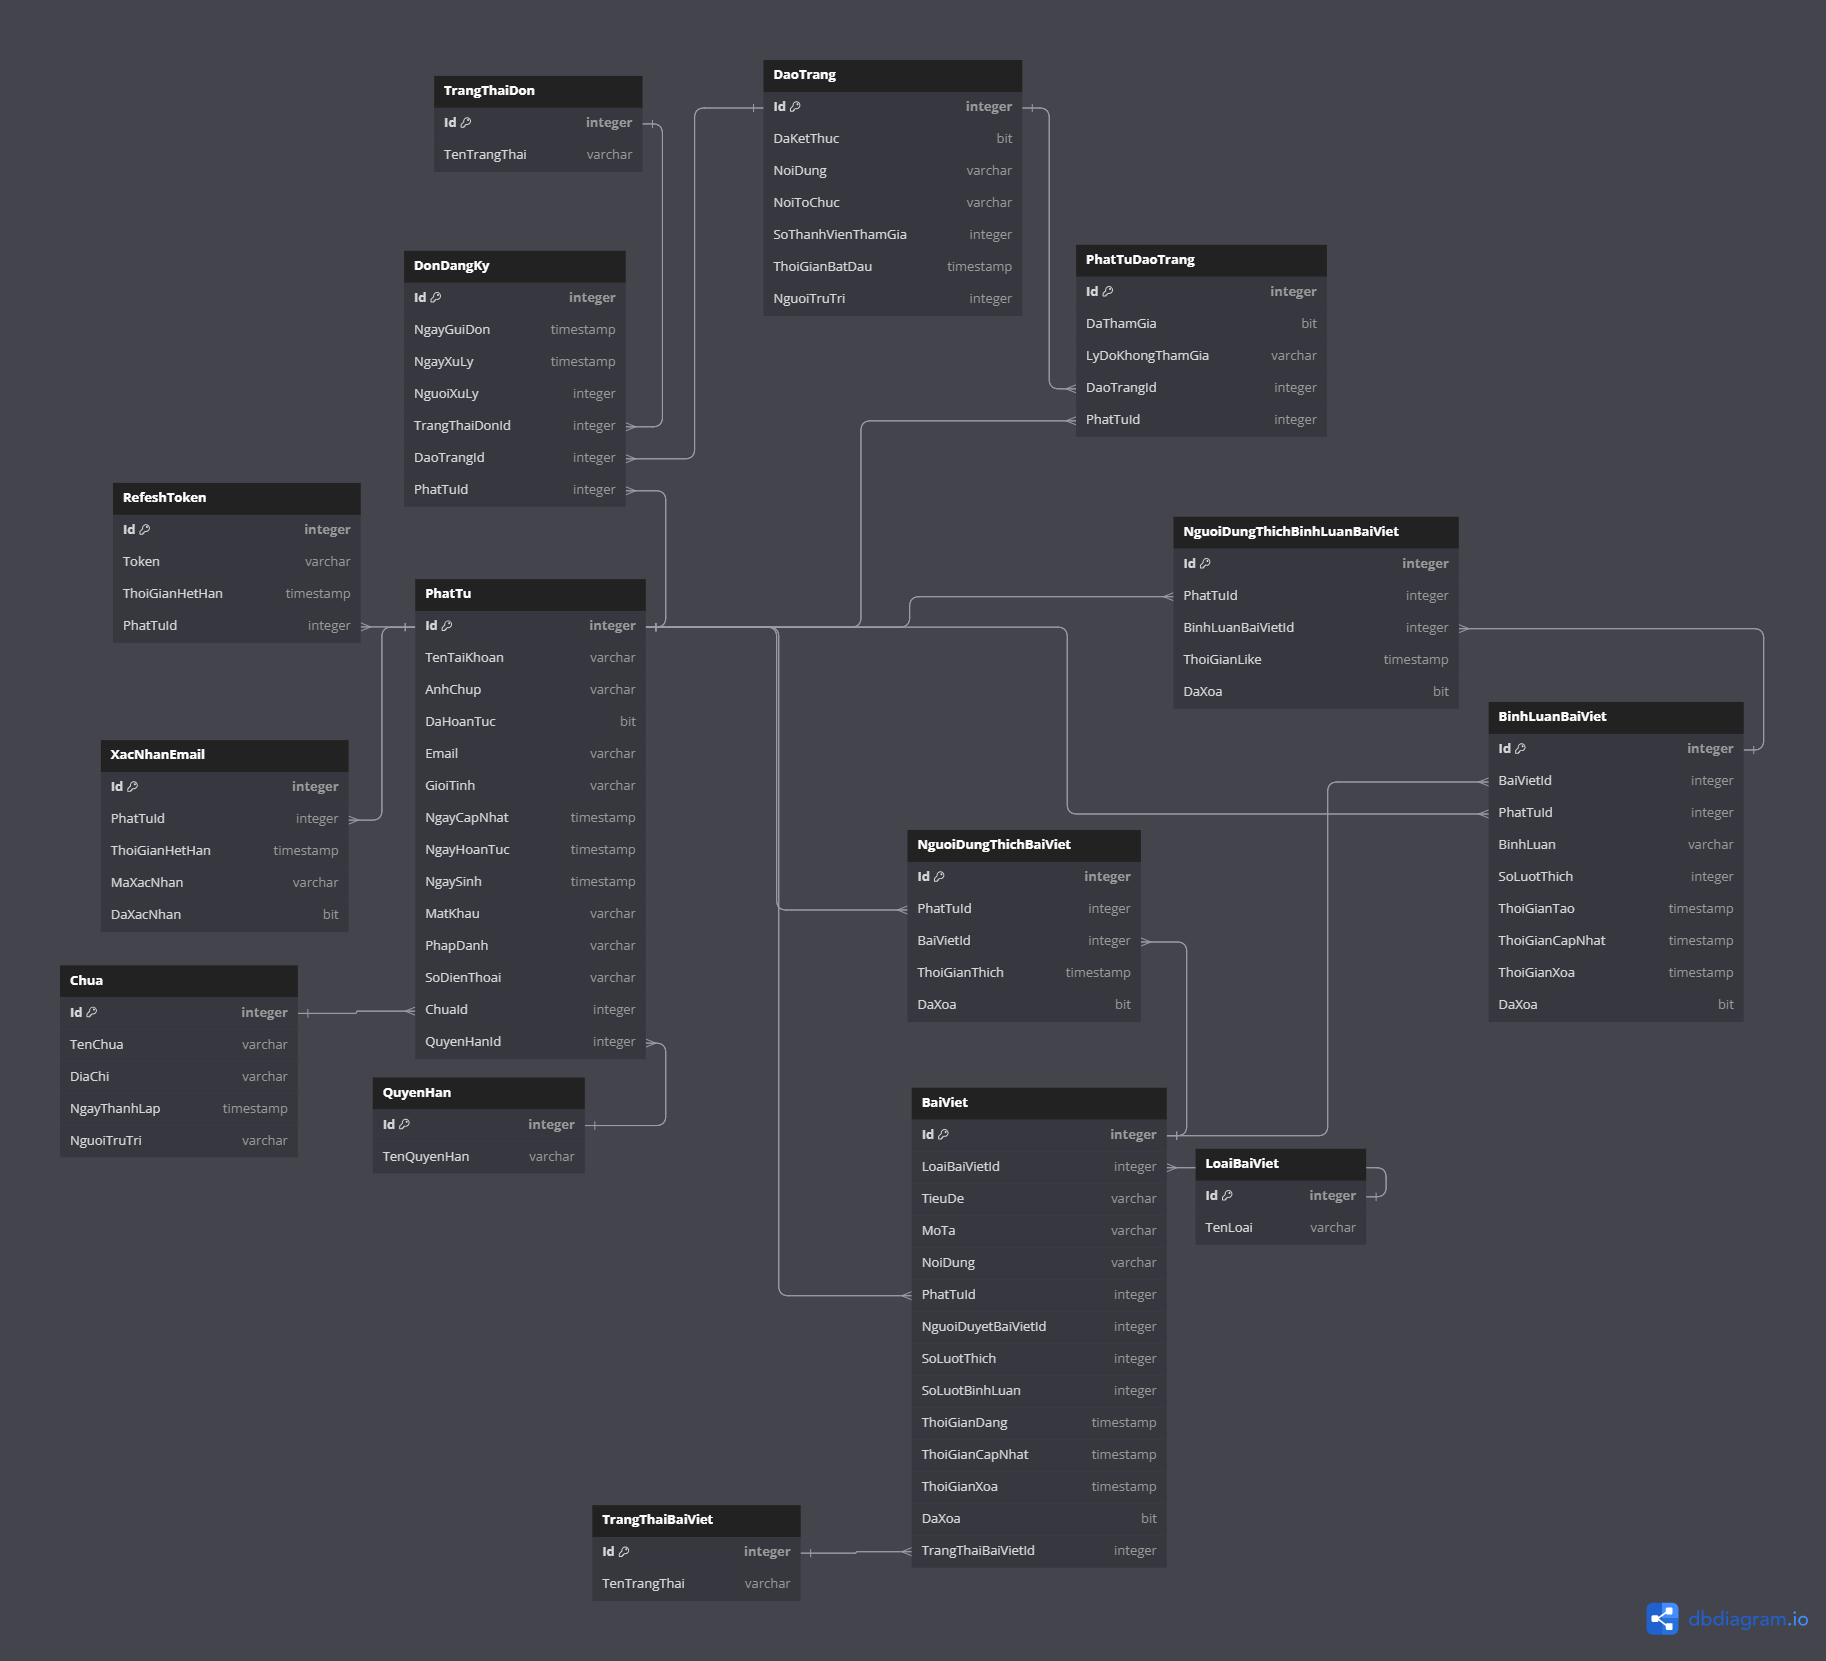 TrangThaiDon
Id integer
TenTrangThai varchar
DaoTrang
Id integer
DaKetThuc bit
NoiDung varchar
NoiToChuc varchar
SoThanhVienThamGia integer
ThoiGianBatDau timestamp
NguoiTruTri integer
DonDangKy
Id integer
NgayGuiDon timestamp
NgayXuLy timestamp
NguoiXuLy integer
TrangThaiDonId integer
DaoTrangId integer
PhatTuId integer
PhatTuDaoTrang
Id integer
DaThamGia bit
LyDoKhongThamGia varchar
DaoTrangId integer
PhatTuId integer
RefeshToken
Id integer
Token varchar
ThoiGianHetHan timestamp
PhatTuId integer
NguoiDungThichBinhLuanBaiViet
Id integer
PhatTuId integer
BinhLuanBaiVietId integer
ThoiGianLike timestamp
DaXoa bit
PhatTu
Id integer
TenTaiKhoan varchar
AnhChup varchar
DaHoanTuc bit
Email varchar
GioiTinh varchar
NgayCapNhat timestamp
NgayHoanTuc timestamp
NgaySinh timestamp
MatKhau varchar
PhapDanh varchar
SoDienThoai varchar
ChuaId integer
QuyenHanId integer
BinhLuanBaiViet
Id integer
BaiVietId integer
PhatTuId integer
BinhLuan varchar
SoLuotThich integer
ThoiGianTao timestamp
ThoiGianCapNhat timestamp
ThoiGianXoa timestamp
DaXoa bit
XacNhanEmail
Id integer
PhatTuId integer
ThoiGianHetHan timestamp
MaXacNhan varchar
DaXacNhan bit
NguoiDungThichBaiViet
Id integer
PhatTuId integer
BaiVietId integer
ThoiGianThich timestamp
DaXoa bit
Chua
Id integer
TenChua varchar
DiaChi varchar
NgayThanhLap timestamp
NguoiTruTri varchar
QuyenHan
Id integer
TenQuyenHan varchar
BaiViet
Id integer
LoaiBaiVietId integer
TieuDe varchar
MoTa varchar
NoiDung varchar
PhatTuId integer
NguoiDuyetBaiVietId integer
SoLuotThich integer
SoLuotBinhLuan integer
ThoiGianDang timestamp
ThoiGianCapNhat timestamp
ThoiGianXoa timestamp
DaXoa bit
TrangThaiBaiVietId integer
LoaiBaiViet
Id integer
TenLoai varchar
TrangThaiBaiViet
Id integer
TenTrangThai varchar
dbdiagram.io